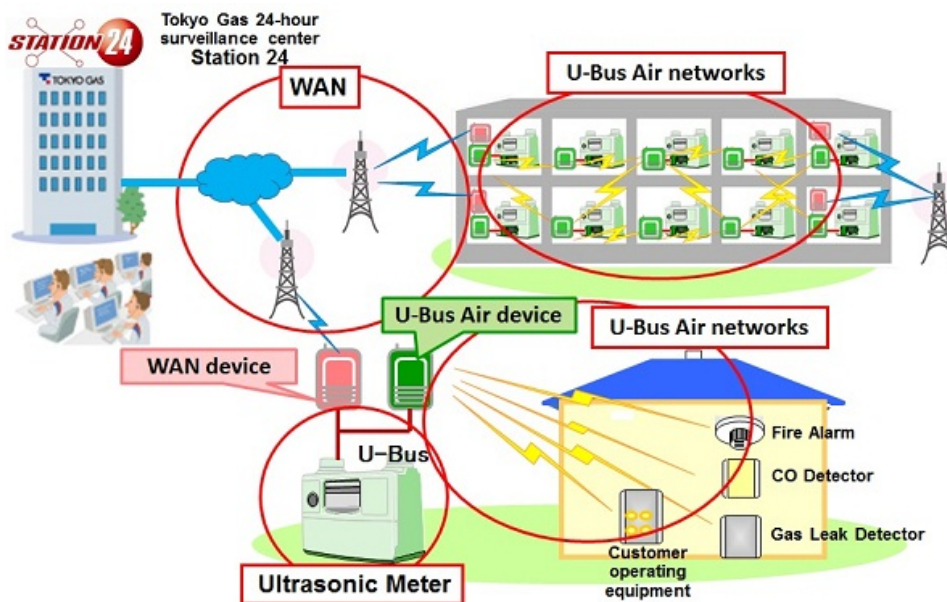 STATION 24
Tokyo Gas 24-hour
surveillance center
Station 24
TOKYO GAS
WAN
U-Bus Air networks
U-Bus Air device
WAN device
U-Bus Air networks
U-Bus
Fire Alarm
CO Detector
Gas Leak Detector
Customer
operating
equipment
Ultrasonic Meter